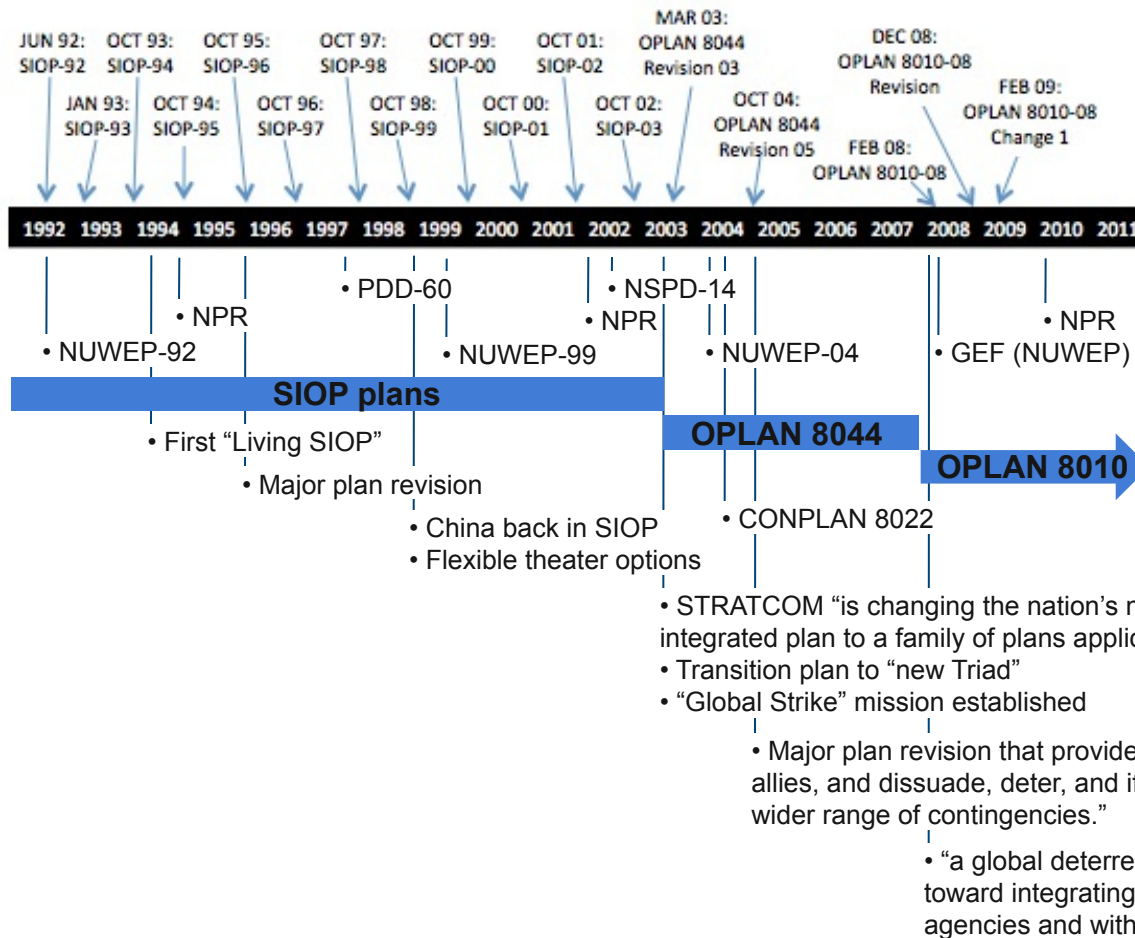 JUN 92:
SIOP-92
OCT 93:
SIOP-94
OCT 95:
SIOP-96
OCT 97:
SIOP-98
OCT 99:
SIOP-00
OCT 01:
SIOP-02
MAR 03:
OPLAN 8044
Revision 03
DEC 08:
OPLAN 8010-08
Revision
JAN 93:
SIOP-93
OCT 94:
SIOP-95
OCT 96:
SIOP-97
OCT 98:
SIOP-99
OCT 00:
SIOP-01
OCT 02:
SIOP-03
OCT 04:
OPLAN 8044
Revision 05
FEB 08:
OPLAN 8010-08
FEB 09:
OPLAN 8010-08
Change 1
1992 1993 1994 1995 1996 1997 1998 1999 2000 2001 2002 2003 2004 2005 2006 2007 2008 2009 2010 2011
• PDD-60
• NSPD-14
• NPR
• NPR
• NPR
• NUWEP-92
• NUWEP-99
• NUWEP-04
• GEF (NUWEP)
SIOP plans
• First “Living SIOP”
OPLAN 8044
OPLAN 8010
• Major plan revision
• China back in SIOP
• CONPLAN 8022
• Flexible theater options
• STRATCOM “is changing the nation’s
integrated plan to a family of plans
• Transition plan to “new Triad”
• “Global Strike” mission established
• Major plan revision that
allies, and dissuade, deter, and
wider range of contingencies.”
• “a global
toward integrating
agencies and with